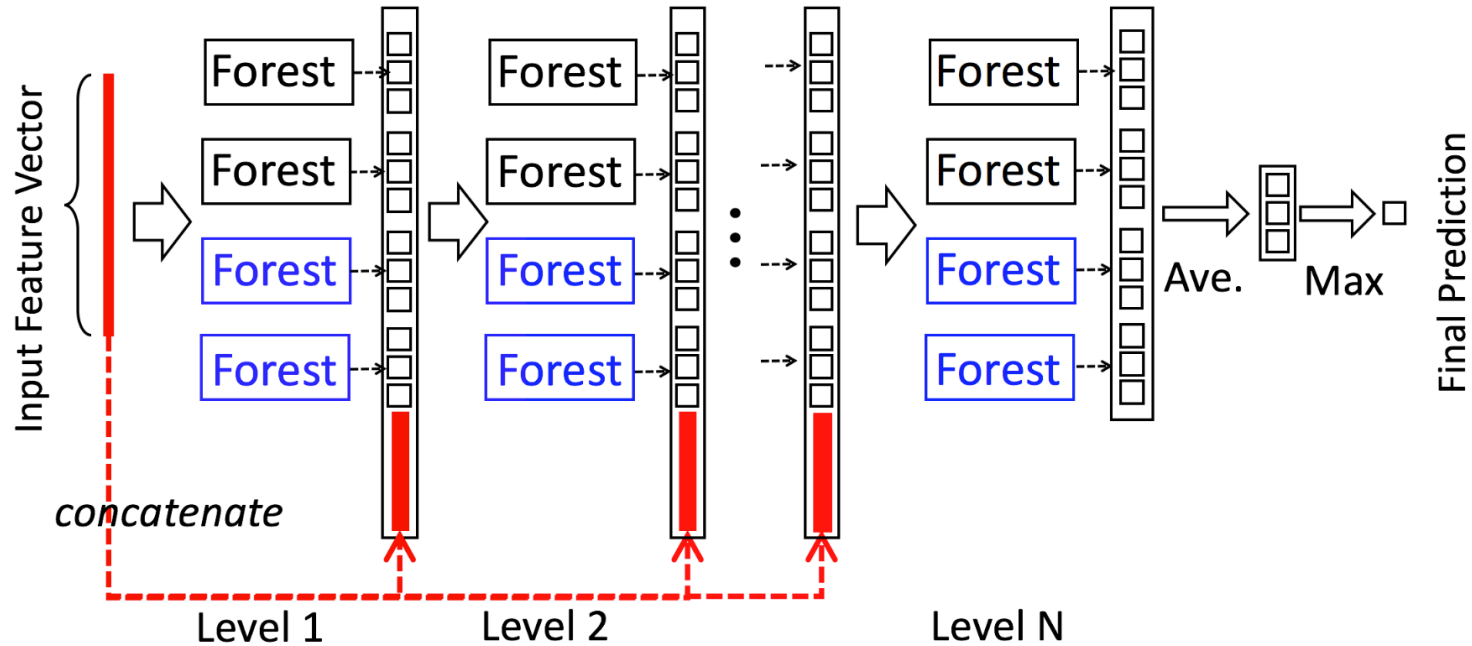 Input Feature Vector
Forest
Forest
Forest
Forest
concatenate
Level 1
Forest
Forest
Forest
Forest
Level 2
Forest
Forest
Forest
Forest
Level N
Ave.
Max
Final Prediction